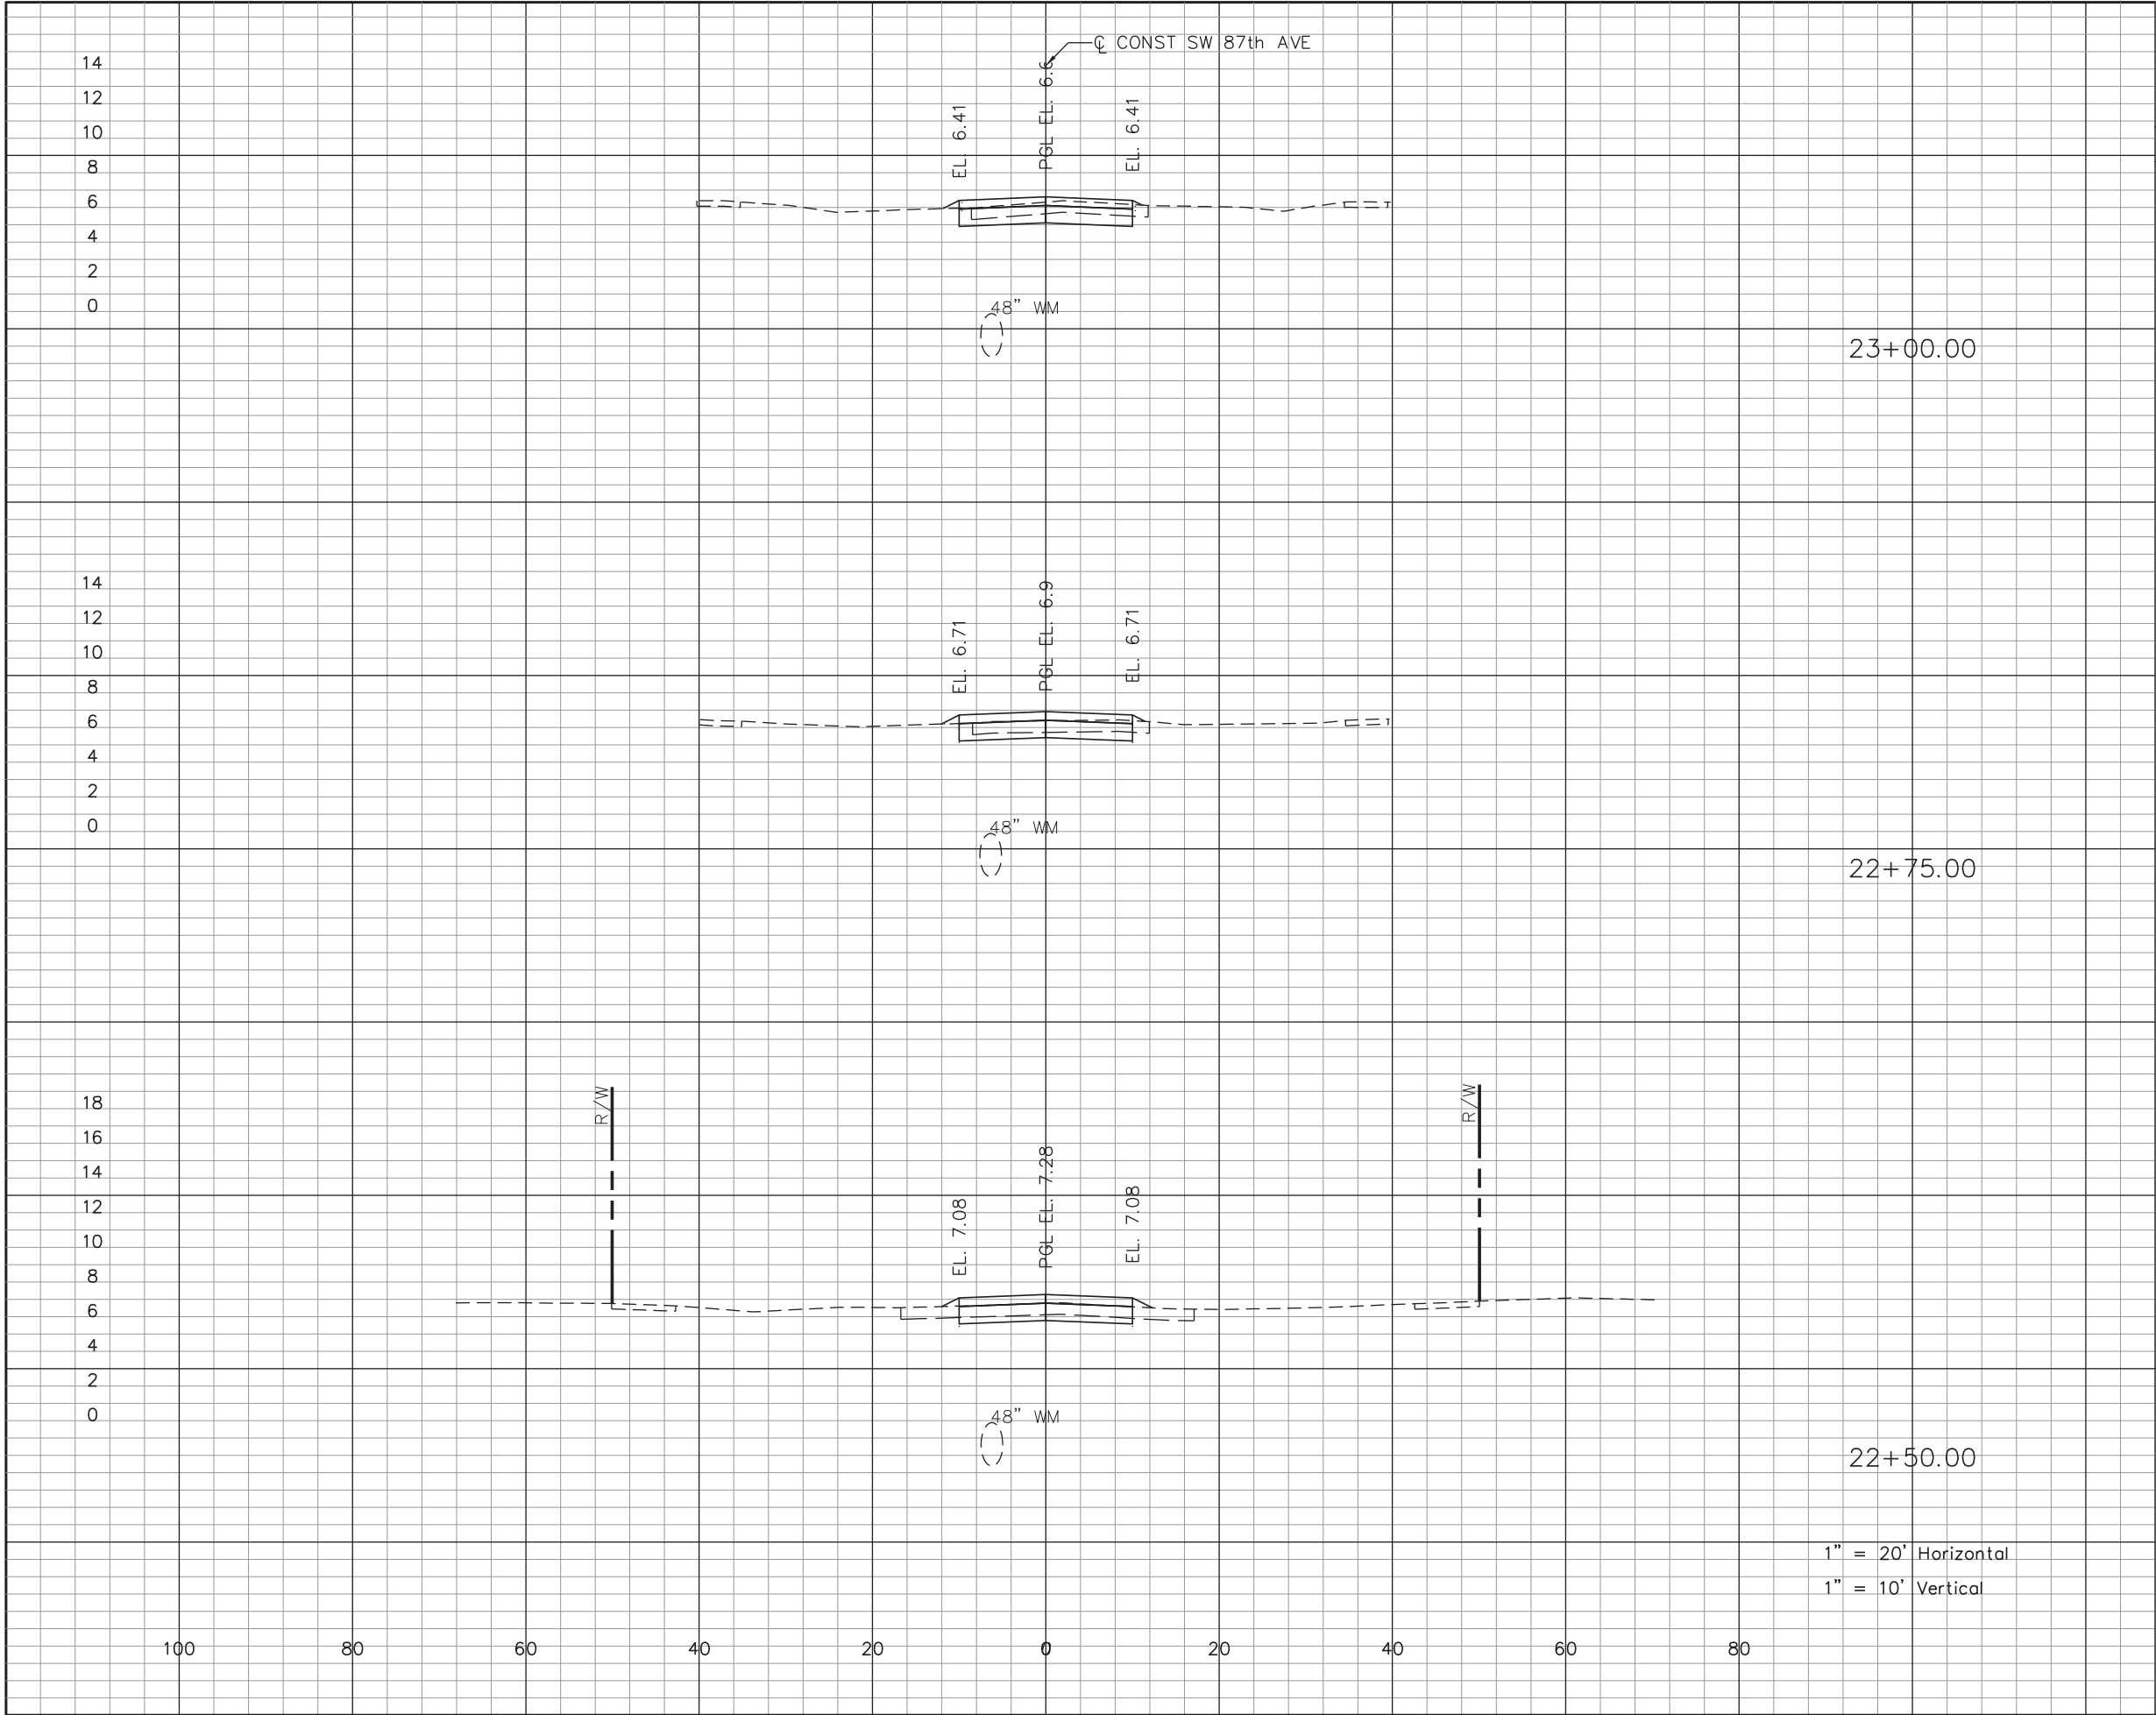 ℄ CONST SW 87th AVE
14
12
10
8
6
4
2
0
EL. 6.41
PGL EL. 6.6
EL. 6.41
48" WM
23+00.00
14
12
10
8
6
4
2
0
EL. 6.71
PGL EL. 6.9
EL. 6.71
48" WM
22+75.00
18
16
14
12
10
8
6
4
2
0
R/W
R/W
EL. 7.08
PGL EL. 7.28
EL. 7.08
48" WM
22+50.00
1" = 20' Horizontal
1" = 10' Vertical
100 80 60 40 20 0 20 40 60 80